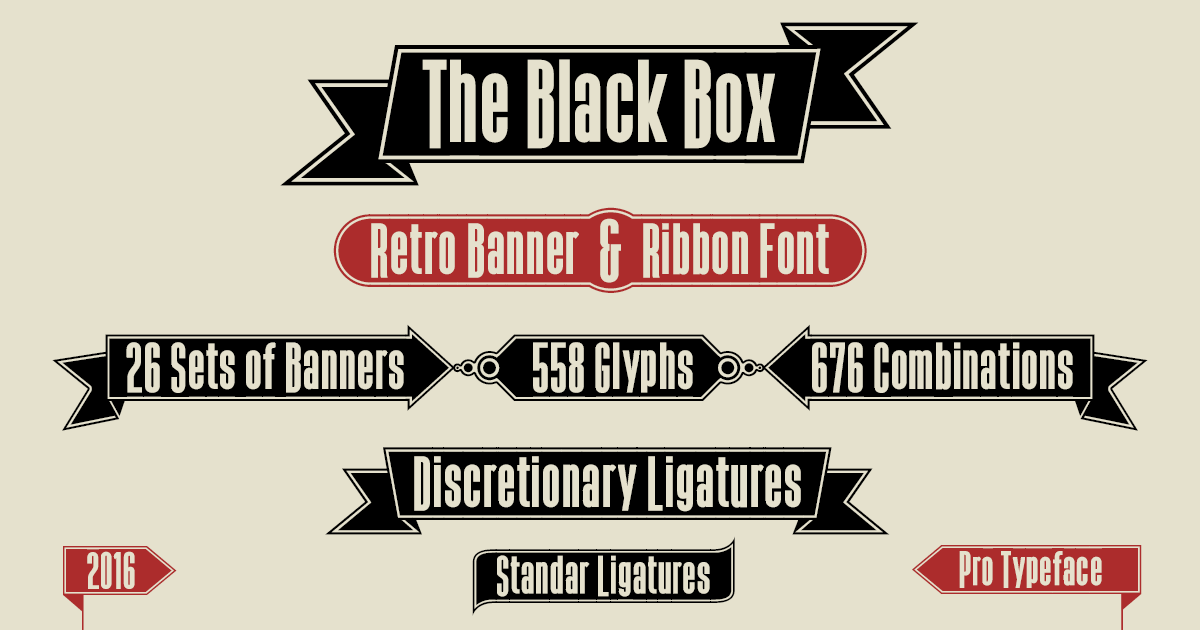 The Black Box
Retro Banner & Ribbon Font
26 Sets of Banners 558 Glyphs 676 Combinations
Discretionary Ligatures
2016 Standar Ligatures Pro Typeface